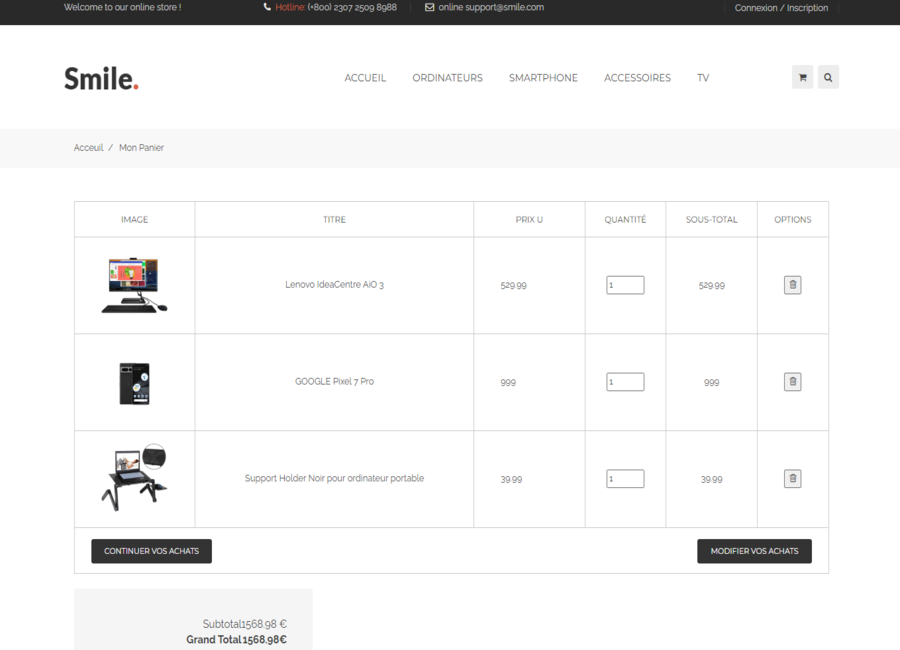 Welcome to our online store !
Hotline: (+800) 2307 2509 8988
online support@smile.com
Connexion / Inscription
Smile.
ACCUEIL ORDINATEURS SMARTPHONE ACCESSOIRES TV
Acceuil / Mon Panier
IMAGE TITRE PRIX U QUANTITÉ SOUS-TOTAL OPTIONS
Lenovo IdeaCentre AiO 3 529.99 1 529.99
GOOGLE Pixel 7 Pro 999 1 999
Support Holder Noir pour ordinateur portable 39.99 1 39.99
CONTINUER VOS ACHATS MODIFIER VOS ACHATS
Subtotal1568.98 €
Grand Total1568.98€